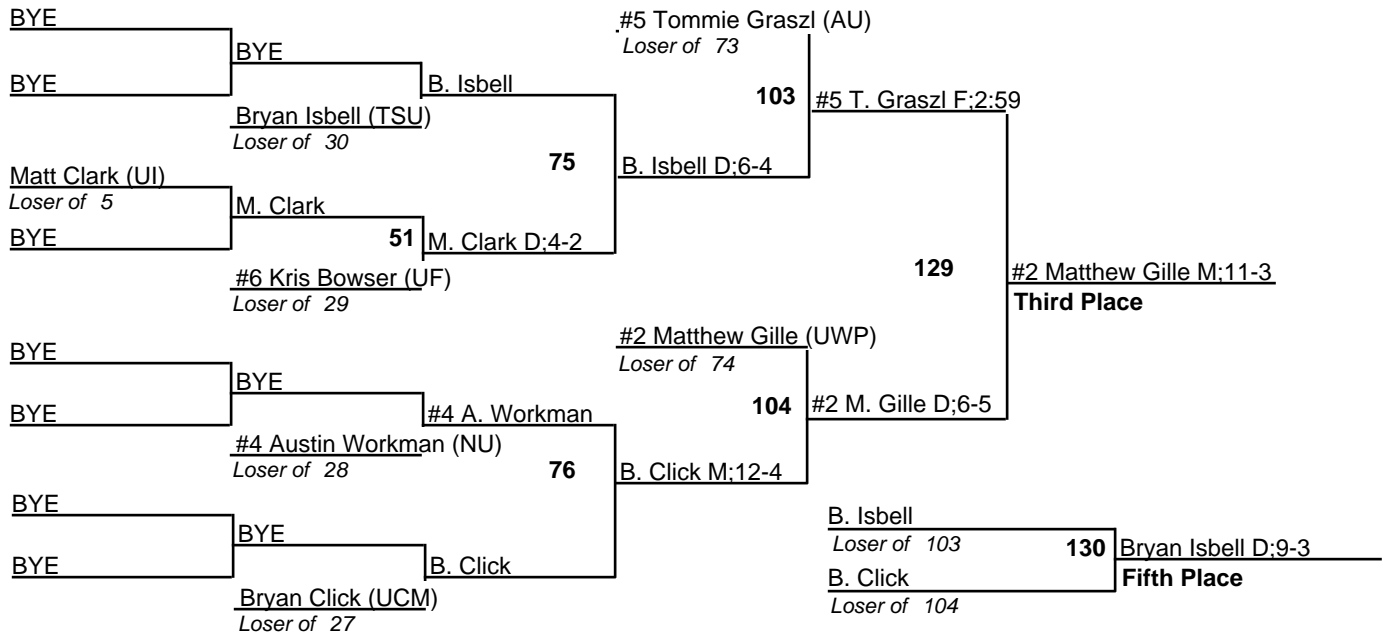 BYE
BYE
BYE
B. Isbell
Bryan Isbell (TSU)
Loser of 30
Matt Clark (UI)
Loser of 5
BYE
M. Clark
51
M. Clark D;4-2
#6 Kris Bowser (UF)
Loser of 29
75
#5 Tommie Graszl (AU)
Loser of 73
103
B. Isbell D;6-4
#5 T. Graszl F;2:59
BYE
BYE
BYE
#4 A. Workman
#4 Austin Workman (NU)
Loser of 28
BYE
BYE
BYE
B. Click
Bryan Click (UCM)
Loser of 27
76
#2 Matthew Gille (UWP)
Loser of 74
104
B. Click M;12-4
#2 M. Gille D;6-5
129
#2 Matthew Gille M;11-3
Third Place
B. Isbell
Loser of 103
B. Click
Loser of 104
130
Bryan Isbell D;9-3
Fifth Place